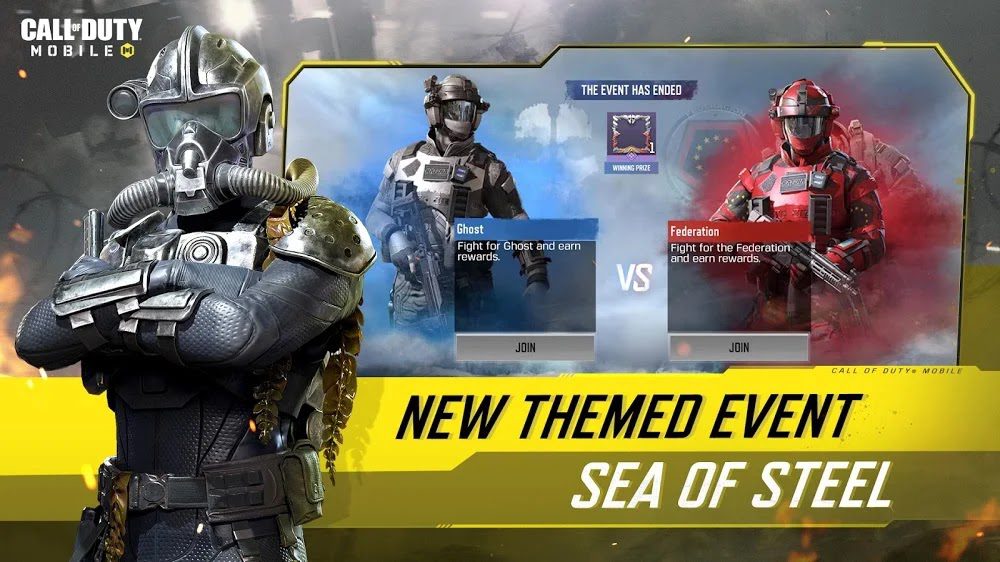 CALL OF DUTY
MOBILE
THE EVENT HAS ENDED
1
WINNING PRIZE
Ghost
Fight for Ghost and earn
rewards.
JOIN
VS
Federation
Fight for the Federation
and earn rewards.
JOIN
CALL OF DUTY® MOBILE
NEW THEMED EVENT
SEA OF STEEL